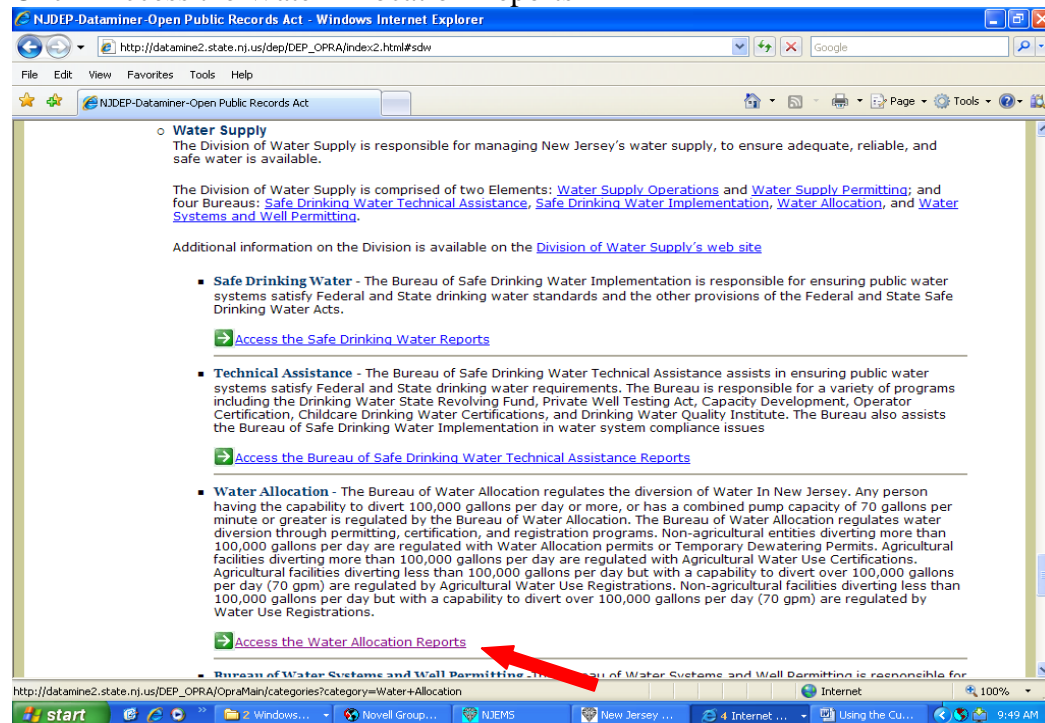 NJDEP-Dataminer-Open Public Records Act - Windows Internet Explorer
http://datamine2.state.nj.us/dep/DEP_OPRA/index2.html#sdw
Google
File Edit View Favorites Tools Help
NJDEP-Dataminer-Open Public Records Act
Page Tools
Water Supply
The Division of Water Supply is responsible for managing New Jersey's water supply, to ensure adequate, reliable, and
safe water is available.
The Division of Water Supply is comprised of two Elements: Water Supply Operations and Water Supply Permitting; and
four Bureaus: Safe Drinking Water Technical Assistance, Safe Drinking Water Implementation, Water Allocation, and Water
Systems and Well Permitting.
Additional information on the Division is available on the Division of Water Supply's web site
Safe Drinking Water - The Bureau of Safe Drinking Water Implementation is responsible for ensuring public water
systems satisfy Federal and State drinking water standards and the other provisions of the Federal and State Safe
Drinking Water Acts.
Access the Safe Drinking Water Reports
Technical Assistance - The Bureau of Safe Drinking Water Technical Assistance assists in ensuring public water
systems satisfy Federal and State drinking water requirements. The Bureau is responsible for a variety of programs
including the Drinking Water State Revolving Fund, Private Well Testing Act, Capacity Development, Operator
Certification, Childcare Drinking Water Certifications, and Drinking Water Quality Institute. The Bureau also assists
the Bureau of Safe Drinking Water Implementation in water system compliance issues
Access the Bureau of Safe Drinking Water Technical Assistance Reports
Water Allocation - The Bureau of Water Allocation regulates the diversion of Water In New Jersey. Any person
having the capability to divert 100,000 gallons per day or more, or has a combined pump capacity of 70 gallons per
minute or greater is regulated by the Bureau of Water Allocation. The Bureau of Water Allocation regulates water
diversion through permitting, certification, and registration programs. Non-agricultural entities diverting more than
100,000 gallons per day are regulated with Water Allocation permits or Temporary Dewatering Permits. Agricultural
facilities diverting more than 100,000 gallons per day are regulated with Agricultural Water Use Certifications.
Agricultural facilities diverting less than 100,000 gallons per day but with a capability to divert over 100,000 gallons
per day (70 gpm) are regulated by Agricultural Water Use Registrations. Non-agricultural facilities diverting less than
100,000 gallons per day but with a capability to divert over 100,000 gallons per day (70 gpm) are regulated by
Water Use Registrations.
Access the Water Allocation Reports
Bureau of Water Systems and Well Permitting - of Water Systems and Well Permitting is responsible for
http://datamine2.state.nj.us/DEP_OPRA/OpraMain/categories?category=Water+Allocation
Internet 100%
start 2 Windows... Novell Group... NJEMS New Jersey ... 4 Internet ... Using the Cu... 9:49 AM